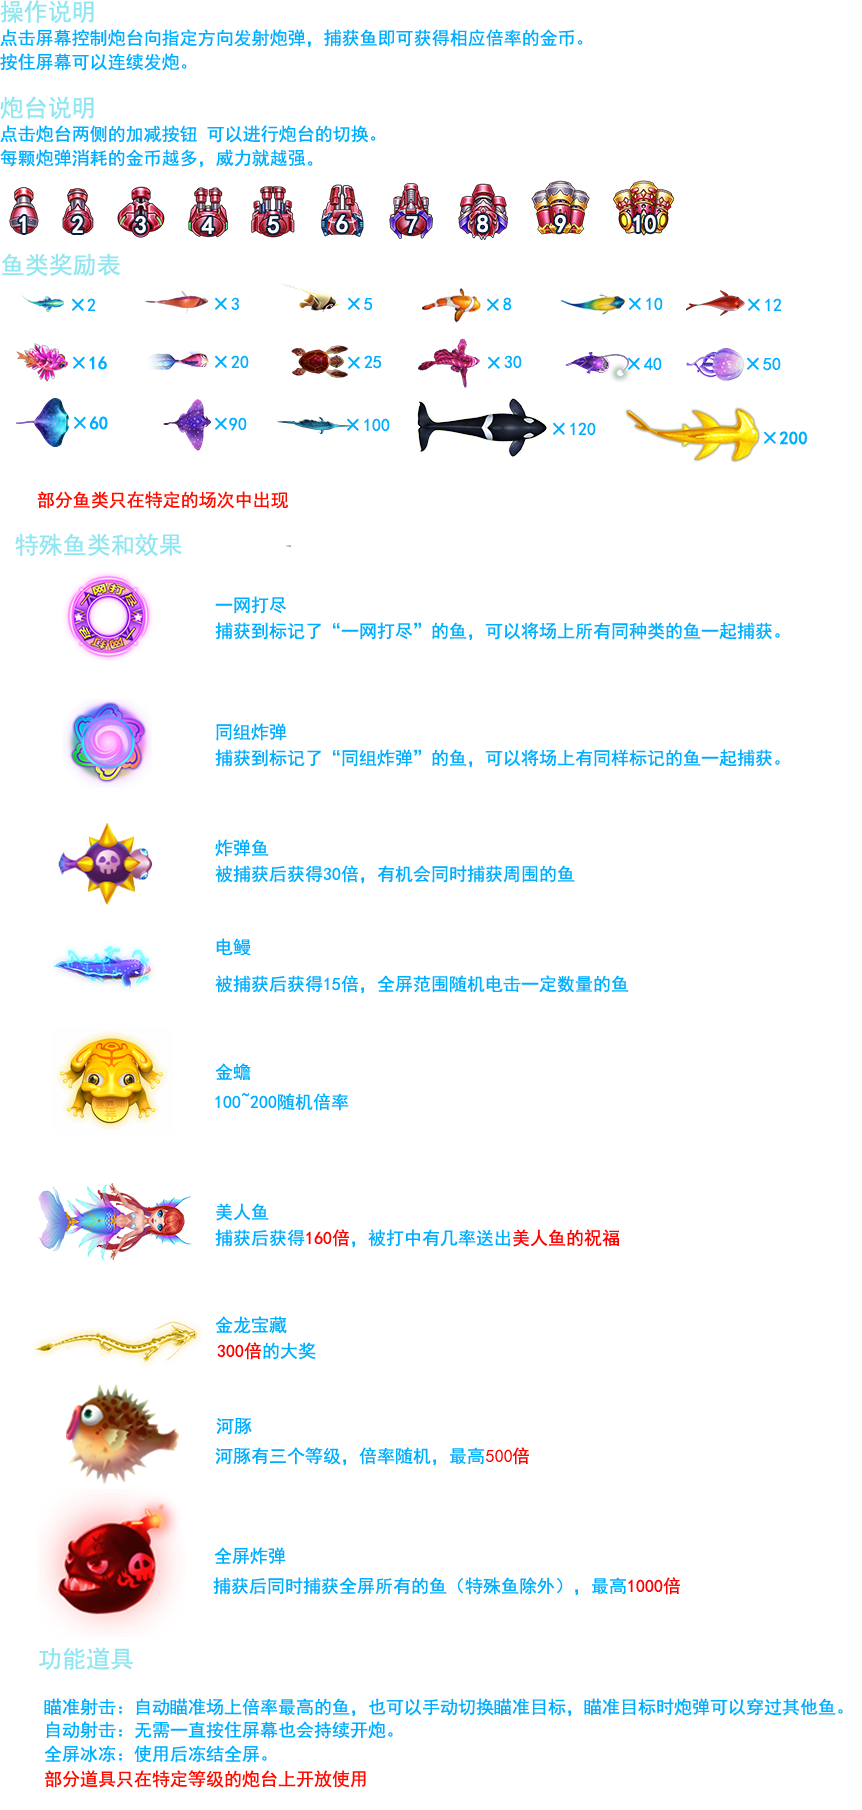 操作说明
点击屏幕控制炮台向指定方向发射炮弹，捕获鱼即可获得相应倍率的金币。
按住屏幕可以连续发炮。
炮台说明
点击炮台两侧的加减按钮 可以进行炮台的切换。
每颗炮弹消耗的金币越多，威力就越强。
1 2 3 4 5 6 7 8 9 10
鱼类奖励表
×2 ×3 ×5 ×8 ×10 ×12
×16 ×20 ×25 ×30 ×40 ×50
×60 ×90 ×100 ×120 ×200
部分鱼类只在特定的场次中出现
特殊鱼类和效果
一网打尽
一网打尽
一网打尽
捕获到标记了“一网打尽”的鱼，可以将场上所有同种类的鱼一起捕获。
同组炸弹
捕获到标记了“同组炸弹”的鱼，可以将场上有同样标记的鱼一起捕获。
炸弹鱼
被捕获后获得30倍，有机会同时捕获周围的鱼
电鳗
被捕获后获得15倍，全屏范围随机电击一定数量的鱼
金蟾
100~200随机倍率
美人鱼
捕获后获得160倍，被打中有几率送出美人鱼的祝福
金龙宝藏
300倍的大奖
河豚
河豚有三个等级，倍率随机，最高500倍
全屏炸弹
捕获后同时捕获全屏所有的鱼（特殊鱼除外），最高1000倍
功能道具
瞄准射击：自动瞄准场上倍率最高的鱼，也可以手动切换瞄准目标，瞄准目标时炮弹可以穿过其他鱼。
自动射击：无需一直按住屏幕也会持续开炮。
全屏冰冻：使用后冻结全屏。
部分道具只在特定等级的炮台上开放使用